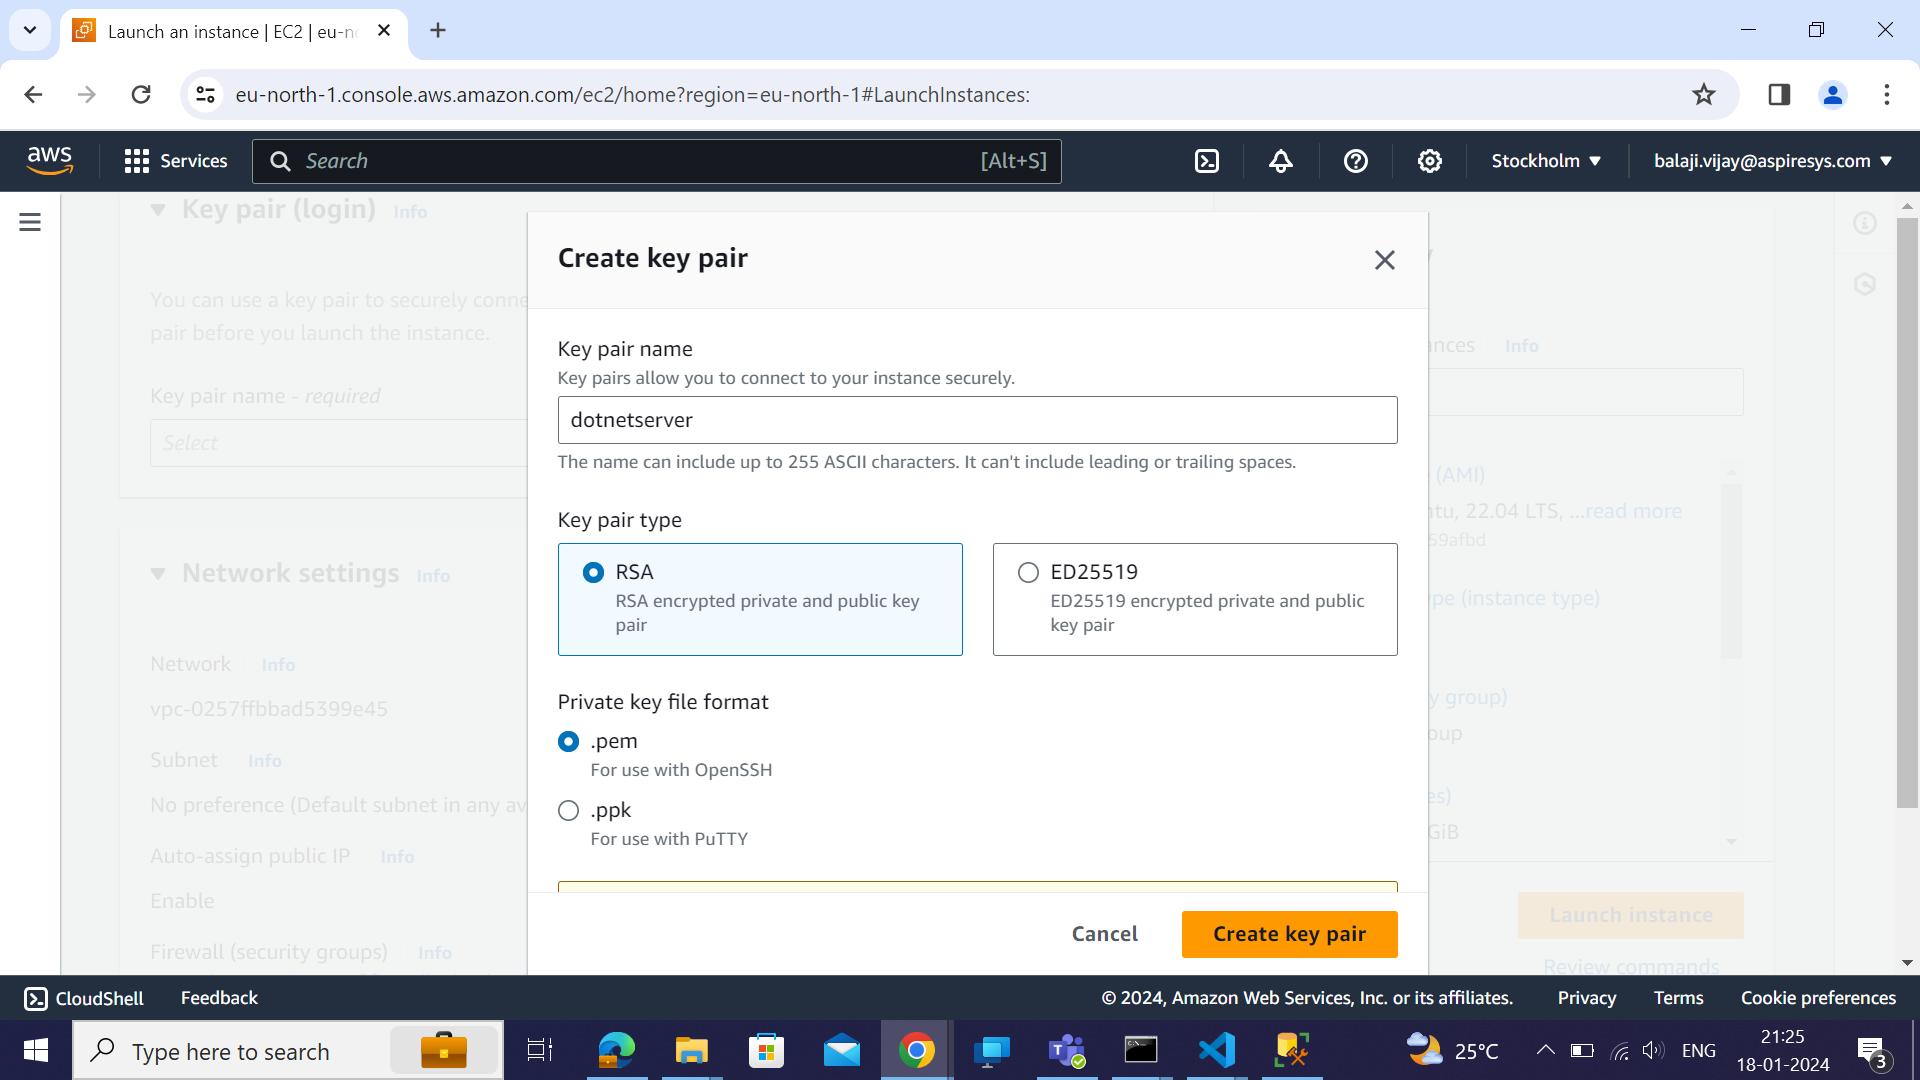 Launch an instance | EC2 | eu-no
eu-north-1.console.aws.amazon.com/ec2/home?region=eu-north-1#LaunchInstances:
aws
Services
Search
[Alt+S]
Stockholm
balaji.vijay@aspiresys.com
Key pair (login) Info
You can use a key pair to securely conne
pair before you launch the instance.
Key pair name - required
Select
Network settings Info
Network Info
vpc-0257ffbbad5399e45
Subnet Info
No preference (Default subnet in any av
Auto-assign public IP Info
Enable
Firewall (security groups) Info
Create key pair
Key pair name
Key pairs allow you to connect to your instance securely.
dotnetserver
The name can include up to 255 ASCII characters. It can't include leading or trailing spaces.
Key pair type
RSA
RSA encrypted private and public key
pair
ED25519
ED25519 encrypted private and public
key pair
Private key file format
.pem
For use with OpenSSH
.ppk
For use with PuTTY
Cancel
Create key pair
ances Info
(AMI)
ntu, 22.04 LTS, ...read more
59afbd
pe (instance type)
y group)
oup
es)
GiB
Launch instance
Review commands
CloudShell
Feedback
© 2024, Amazon Web Services, Inc. or its affiliates.
Privacy
Terms
Cookie preferences
Type here to search
25°C
ENG
21:25
18-01-2024
3